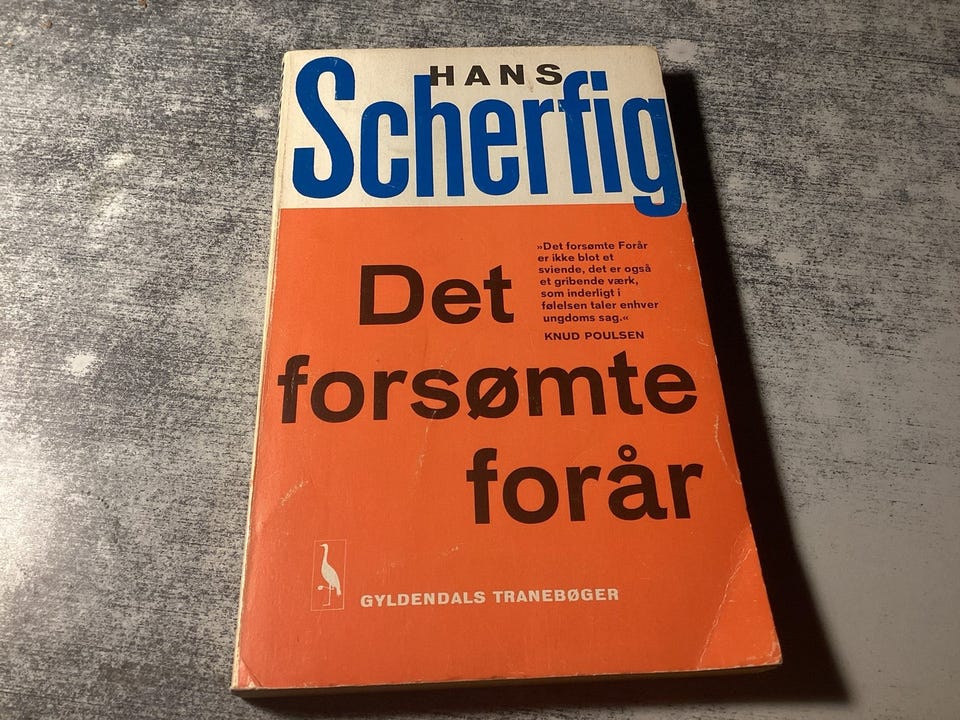 HANS
Scherfig
»Det forsømte Forår
er ikke blot et
sviende, det er også
et gribende værk,
som inderligt i
følelsen taler enhver
ungdoms sag.«
KNUD POULSEN
Det
forsømte
forår
GYLDENDALS TRANEBØGER